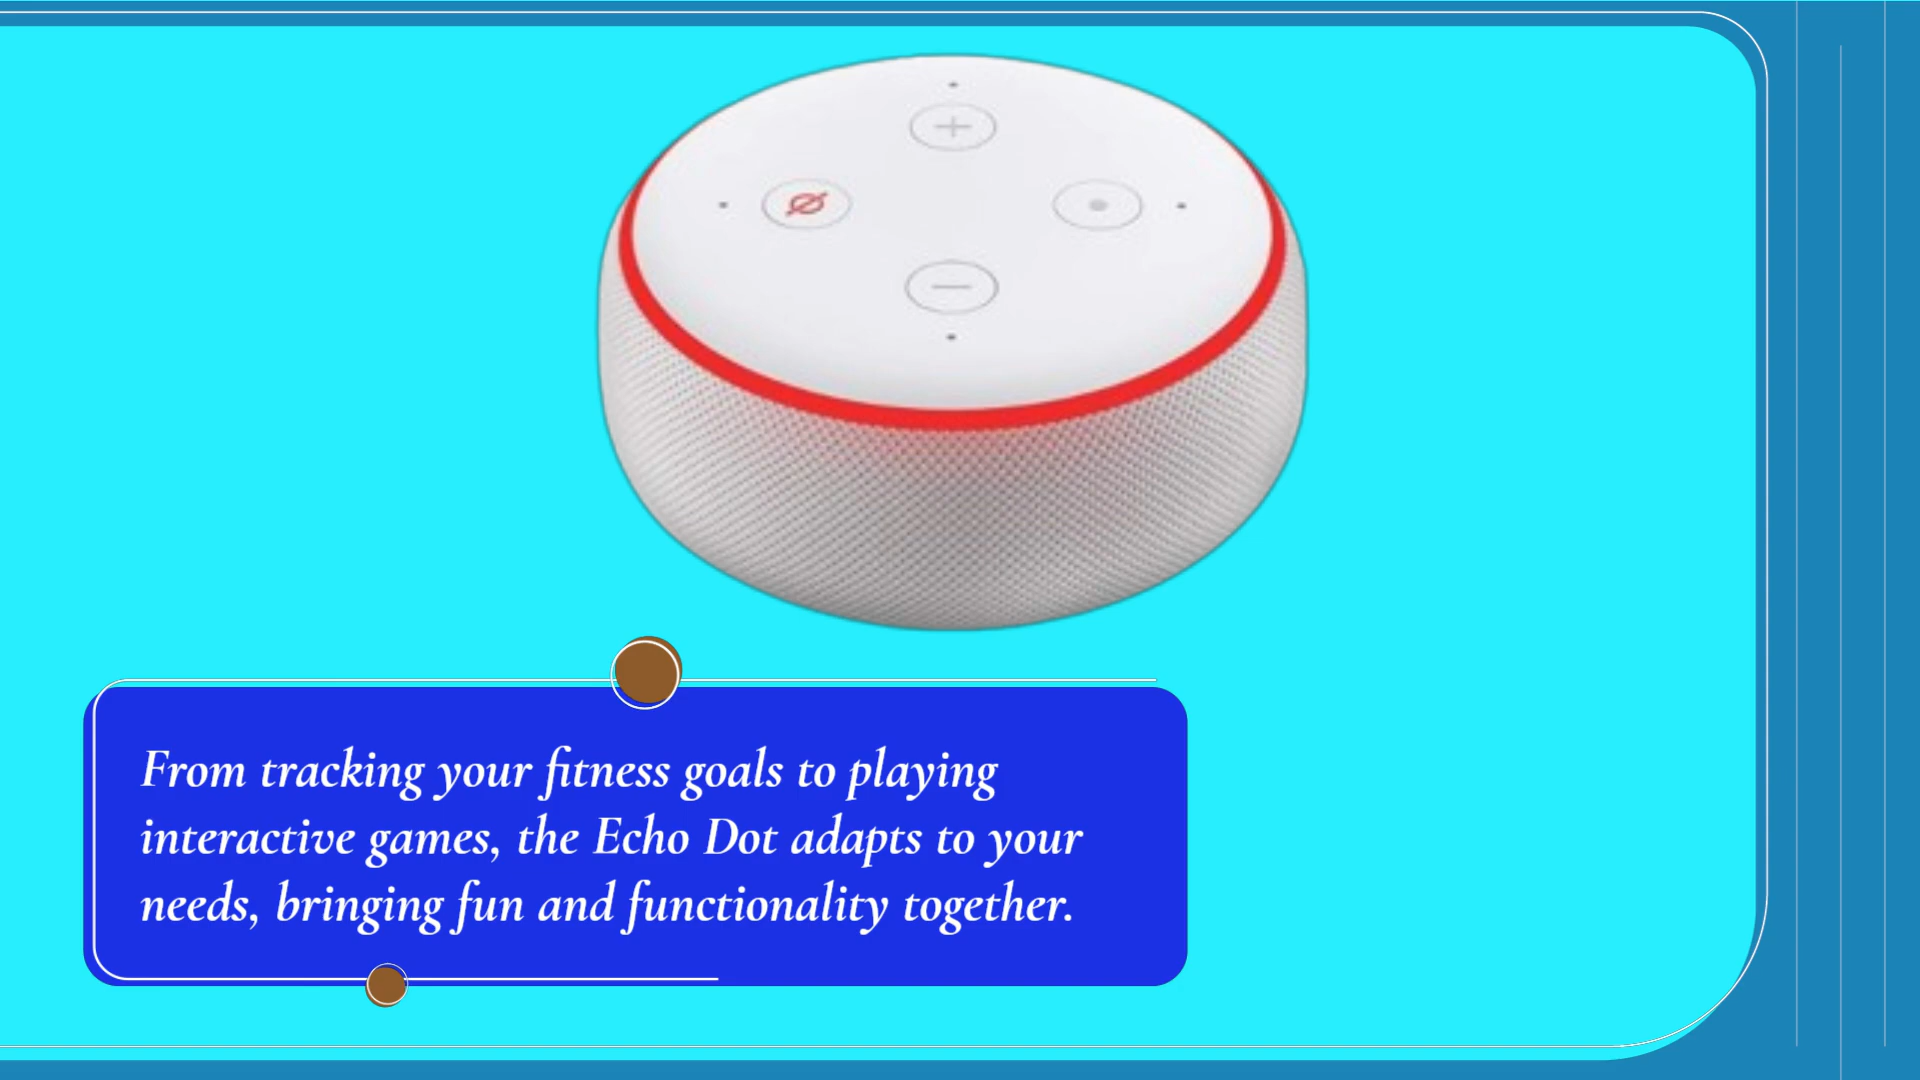 From tracking your fitness goals to playing
interactive games, the Echo Dot adapts to your
needs, bringing fun and functionality together.